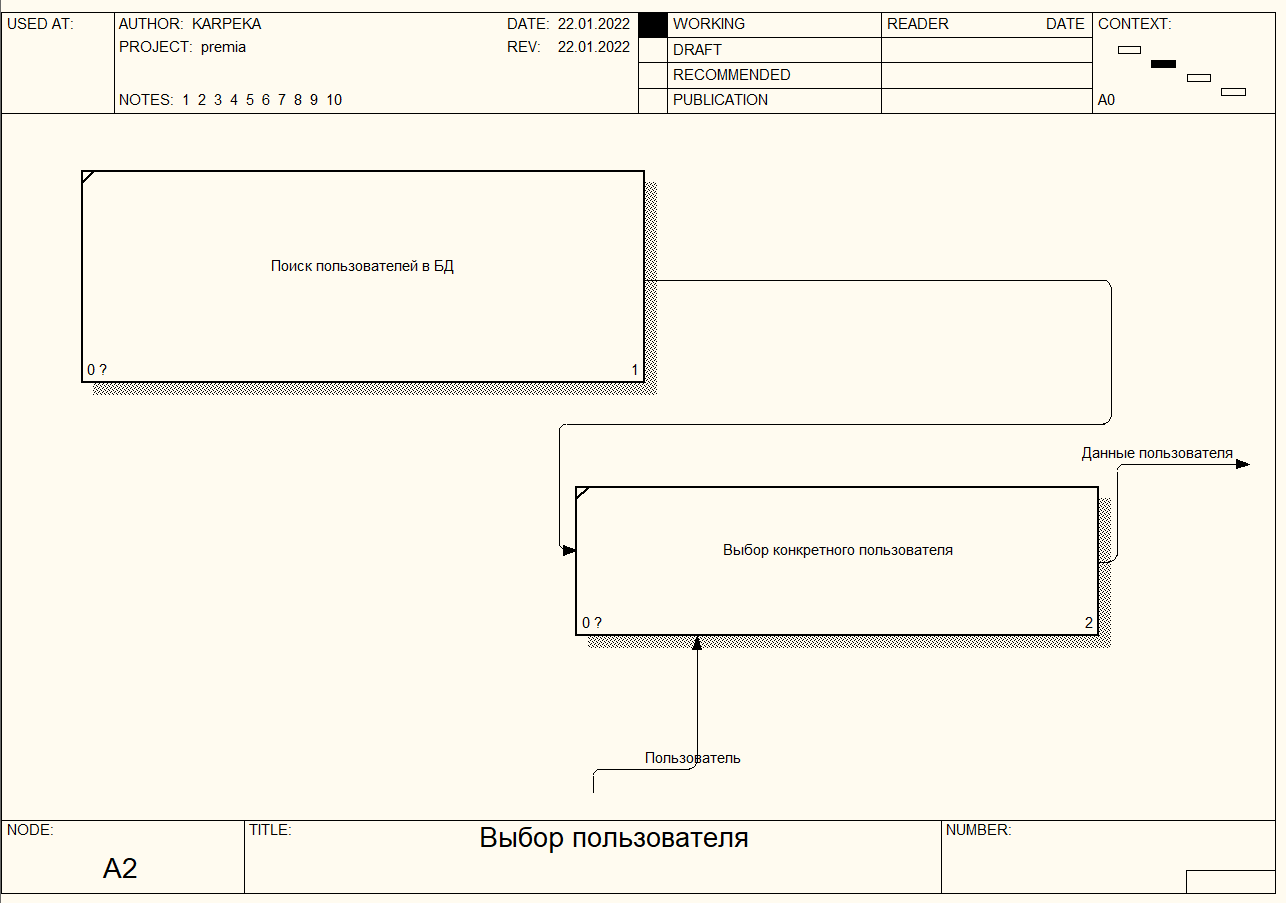 USED AT:
AUTHOR: KARPEKA
DATE: 22.01.2022
WORKING
READER
DATE
CONTEXT:
PROJECT: premia
REV: 22.01.2022
DRAFT
RECOMMENDED
NOTES: 1 2 3 4 5 6 7 8 9 10
PUBLICATION
A0
Поиск пользователей в БД
0 ?
1
Данные пользователя
Выбор конкретного пользователя
0 ?
2
Пользователь
NODE:
A2
TITLE:
Выбор пользователя
NUMBER: